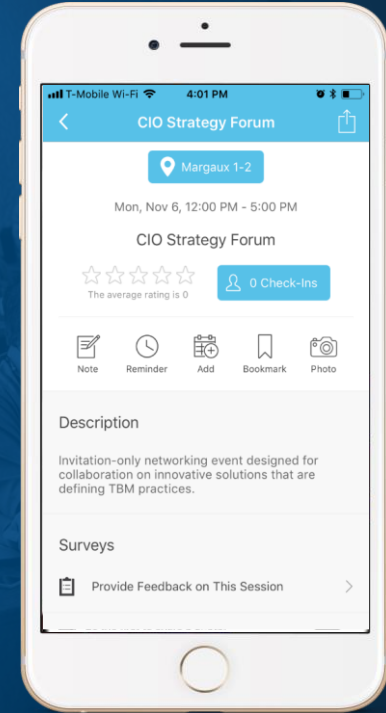 T-Mobile Wi-Fi 4:01 PM
CIO Strategy Forum
Margaux 1-2
Mon, Nov 6, 12:00 PM - 5:00 PM
CIO Strategy Forum
The average rating is 0
0 Check-Ins
Note Reminder Add Bookmark Photo
Description
Invitation-only networking event designed for
collaboration on innovative solutions that are
defining TBM practices.
Surveys
Provide Feedback on This Session